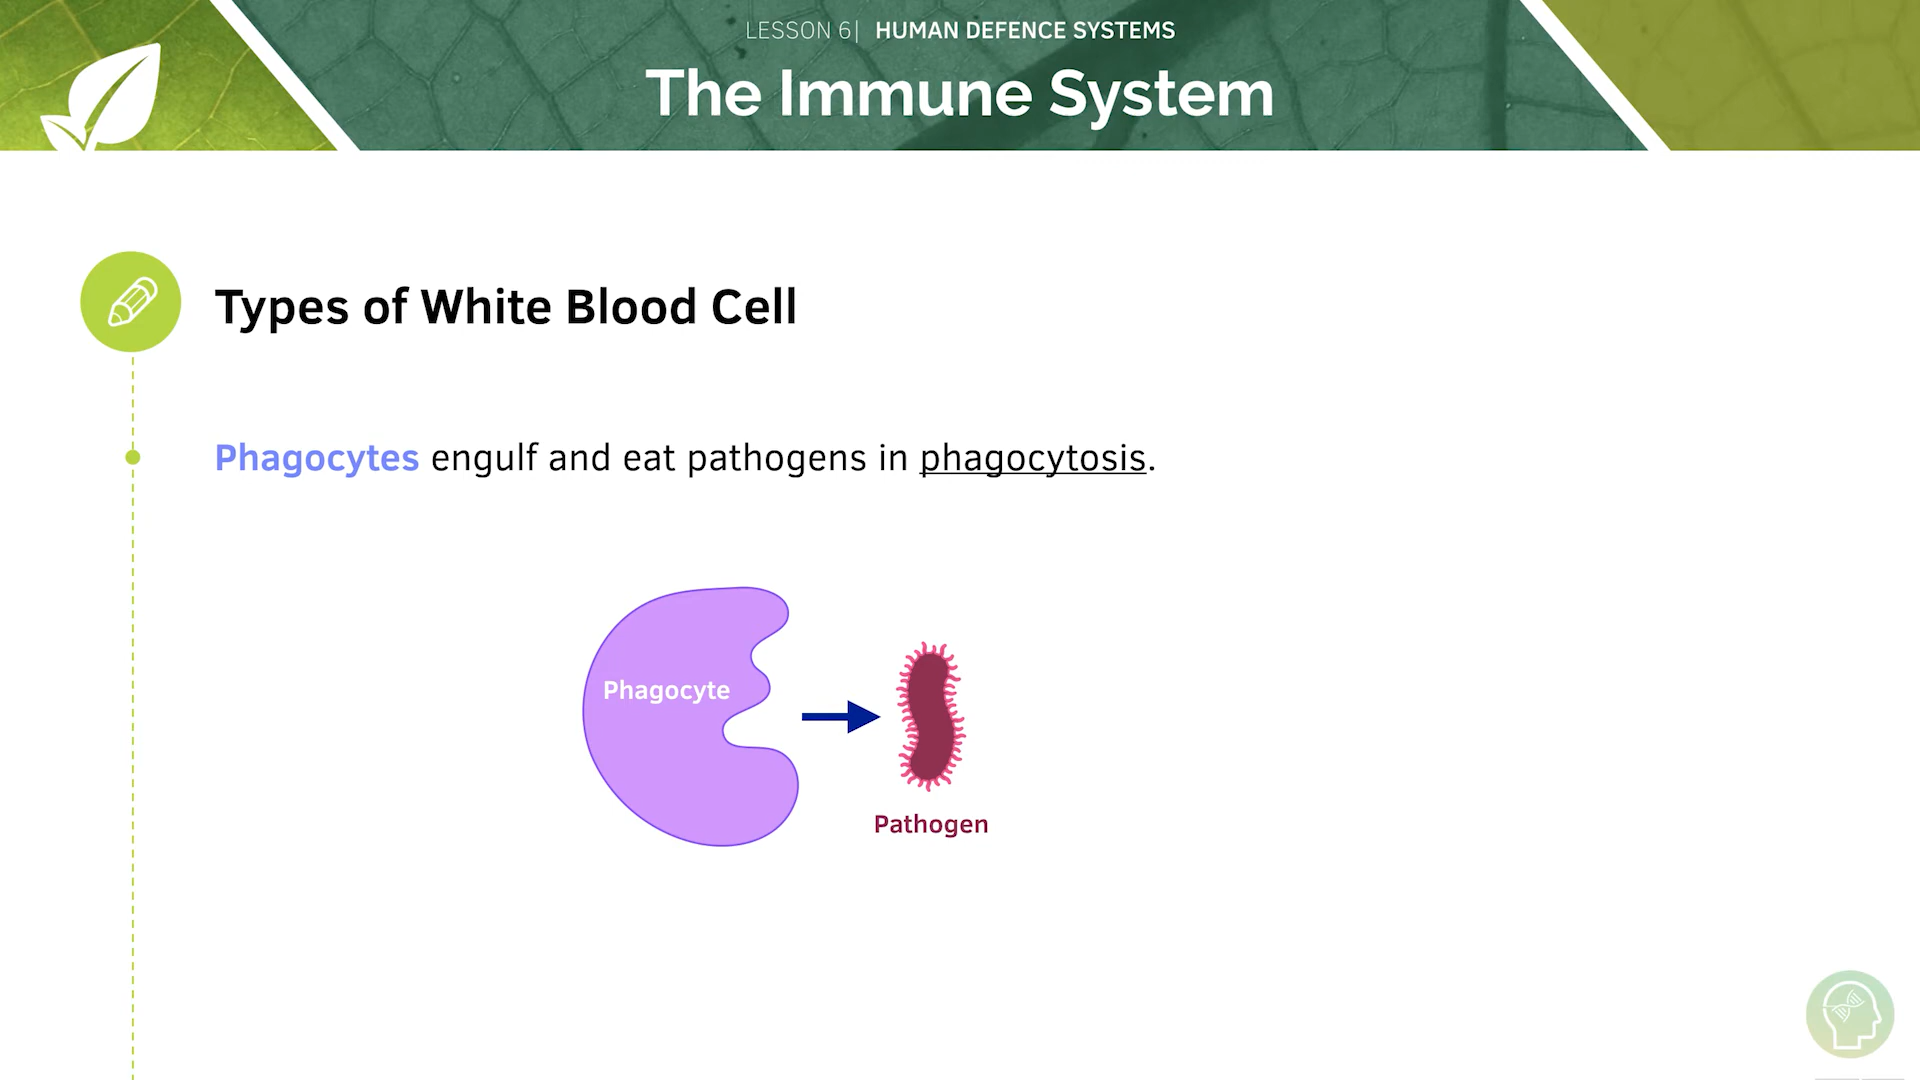 LESSON 6| HUMAN DEFENCE SYSTEMS
The Immune System
Types of White Blood Cell
Phagocytes engulf and eat pathogens in phagocytosis.
Phagocyte
Pathogen